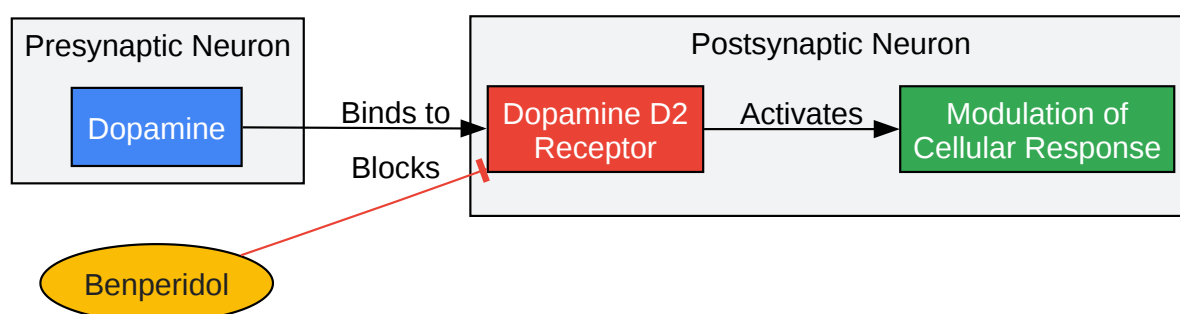 Presynaptic Neuron
Postsynaptic Neuron
Dopamine
Binds to
Dopamine D2
Receptor
Activates
Modulation of
Cellular Response
Blocks
Benperidol